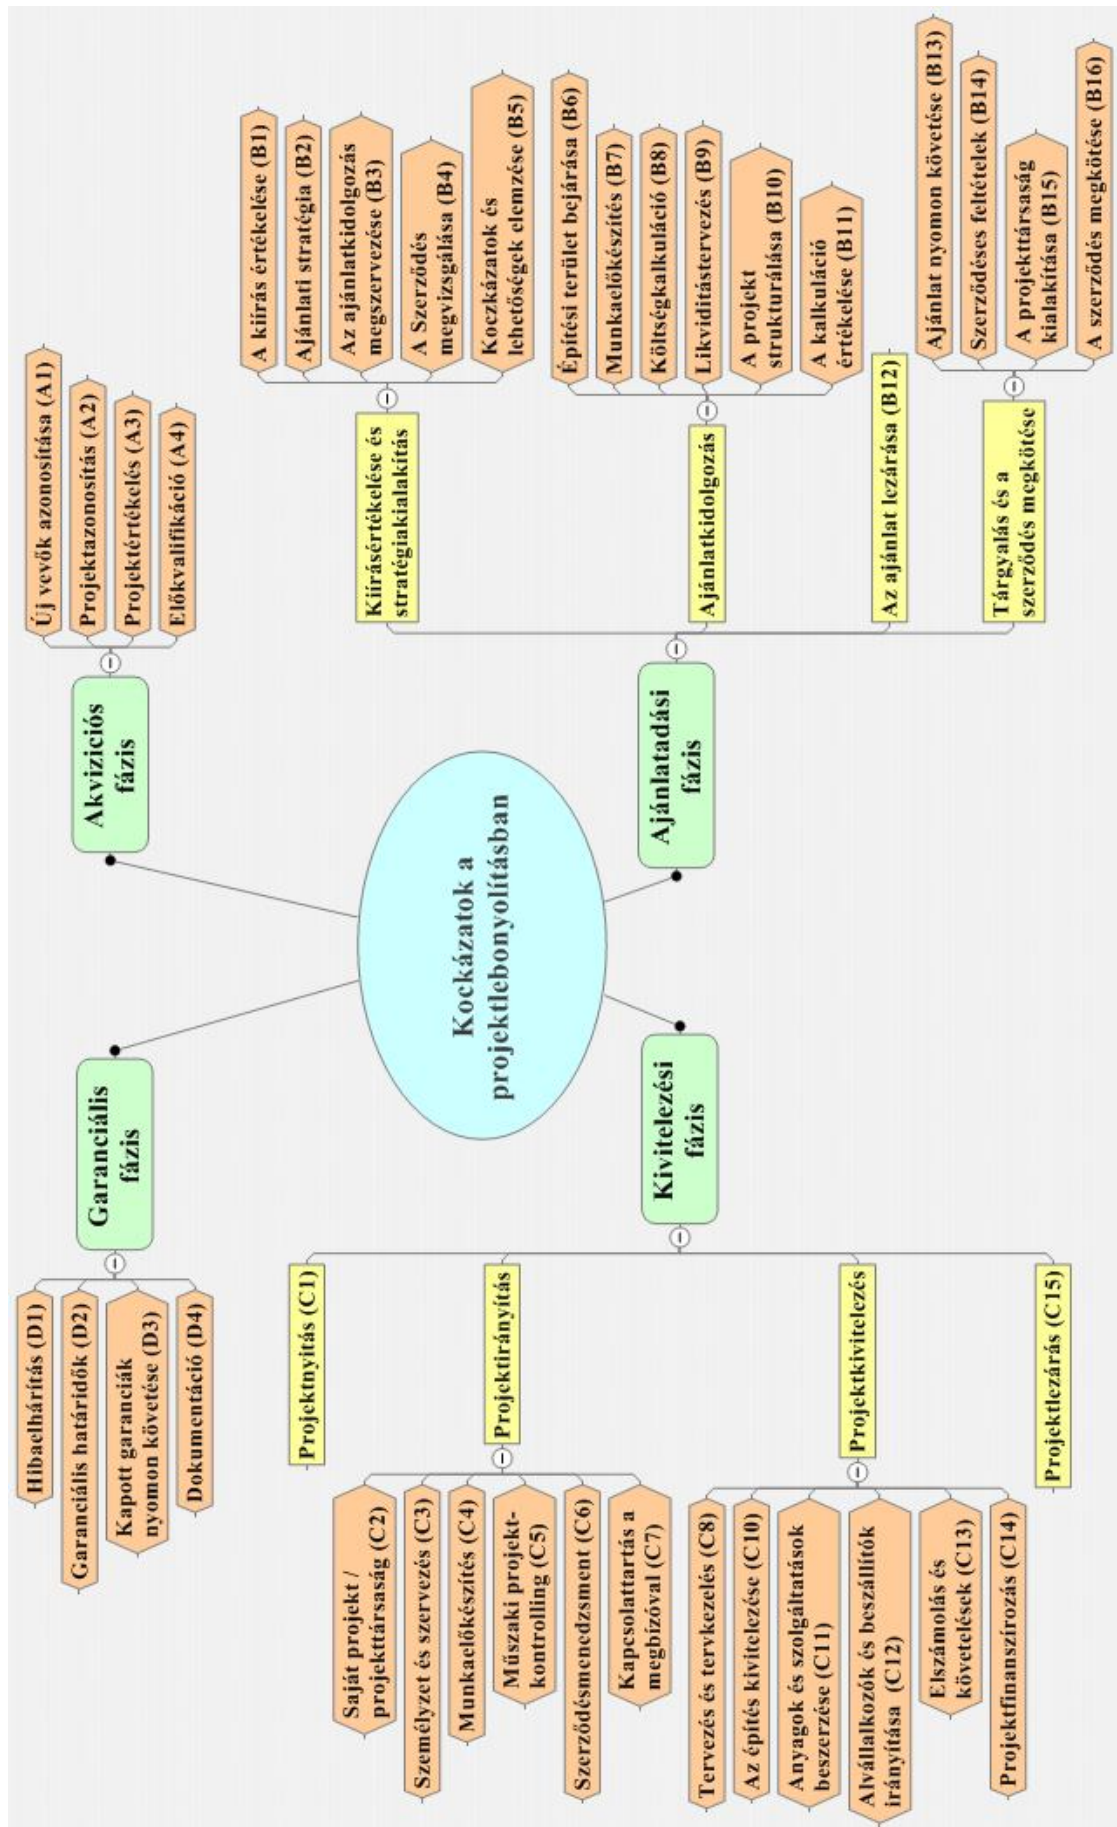 Kockázatok a
projektlebonyolításban
Akvizíciós
fázis
Új vevők azonosítása (A1)
Projektazonosítás (A2)
Projektértékelés (A3)
Előkvalifikáció (A4)
Ajánlatadási
fázis
Kiírásértékelése és
stratégiakialakítás
A kiírás értékelése (B1)
Ajánlati stratégia (B2)
Az ajánlatkidolgozás
megszervezése (B3)
A Szerződés
megvizsgálása (B4)
Koczkázatok és
lehetőségek elemzése (B5)
Ajánlatkidolgozás
Építési terület bejárása (B6)
Munkaelőkészítés (B7)
Költségkalkuláció (B8)
Likviditástervezés (B9)
A projekt
strukturálása (B10)
A kalkuláció
értékelése (B11)
Az ajánlat lezárása (B12)
Tárgyalás és a
szerződés megkötése
Ajánlat nyomon követése (B13)
Szerződéses feltételek (B14)
A projekttársaság
kialakítása (B15)
A szerződés megkötése (B16)
Garanciális
fázis
Hibaelhárítás (D1)
Garanciális határidők (D2)
Kapott garanciák
nyomon követése (D3)
Dokumentáció (D4)
Kivitelezési
fázis
Projektnyitás (C1)
Projektirányítás
Saját projekt /
projekttársaság (C2)
Személyzet és szervezés (C3)
Munkaelőkészítés (C4)
Műszaki projekt-
kontrolling (C5)
Szerződésmenedzsment (C6)
Kapcsolattartás a
megbízóval (C7)
Projektkivitelezés
Tervezés és tervkezelés (C8)
Az építés kivitelezése (C10)
Anyagok és szolgáltatások
beszerzése (C11)
Alvállalkozók és beszállítók
irányítása (C12)
Elszámolás és
követelések (C13)
Projektfinanszírozás (C14)
Projektlezárás (C15)